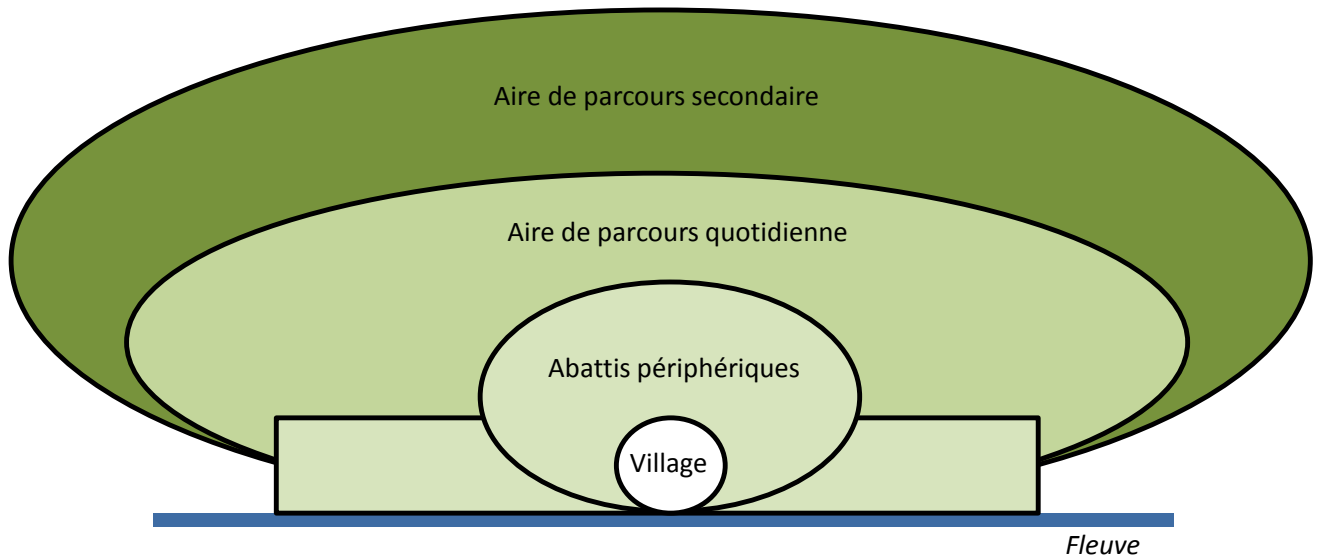 Aire de parcours secondaire
Aire de parcours quotidienne
Abattis périphériques
Village
Fleuve